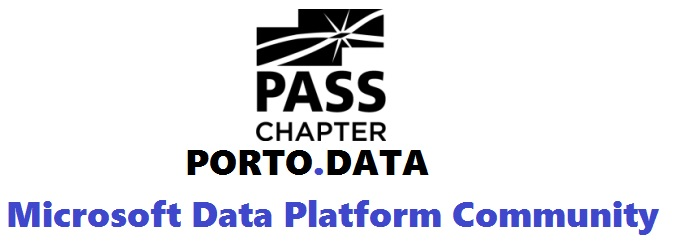 PASS
CHAPTER
PORTO.DATA
Microsoft Data Platform Community